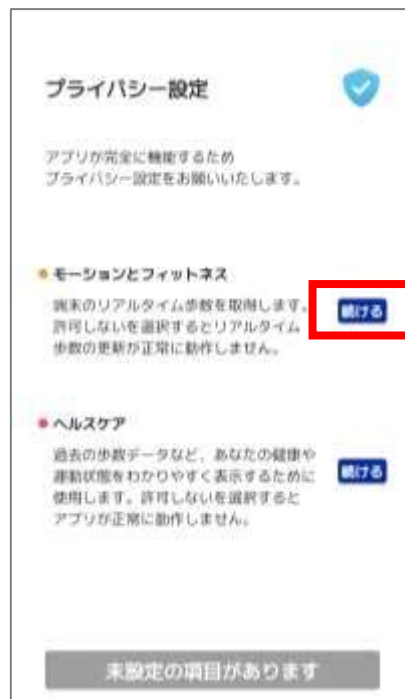 プライバシー設定
アプリが完全に機能するため
プライバシー設定をお願いいたします。
モーションとフィットネス
端末のリアルタイム歩数を取得します。
許可しないを選択するとリアルタイム
歩数の更新が正常に動作しません。
続ける
ヘルスケア
過去の歩数データなど、あなたの健康や
運動状態をわかりやすく表示するために
使用します。許可しないを選択すると
アプリが正常に動作しません。
続ける
未設定の項目があります